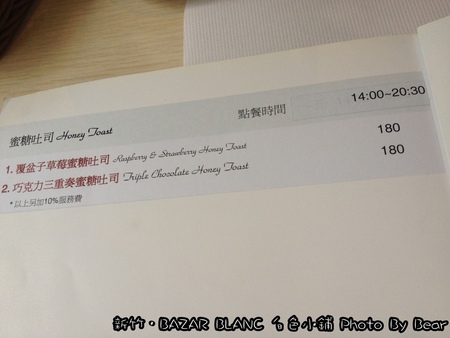 蜜糖吐司 Honey Toast 點餐時間 14:00~20:30
1. 覆盆子草莓蜜糖吐司 Raspberry & Strawberry Honey Toast 180
2. 巧克力三重奏蜜糖吐司 Triple Chocolate Honey Toast 180
* 以上另加10%服務費
新竹・BAZAR BLANC 白色小舖 Photo By Bear